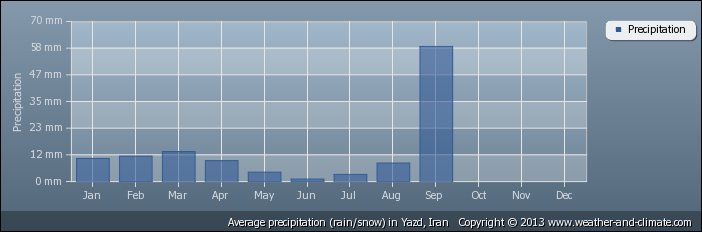 70 mm
58 mm
47 mm
35 mm
23 mm
12 mm
0 mm
Precipitation
Jan Feb Mar Apr May Jun Jul Aug Sep Oct Nov Dec
Precipitation
Average precipitation (rain/snow) in Yazd, Iran Copyright © 2013 www.weather-and-climate.com